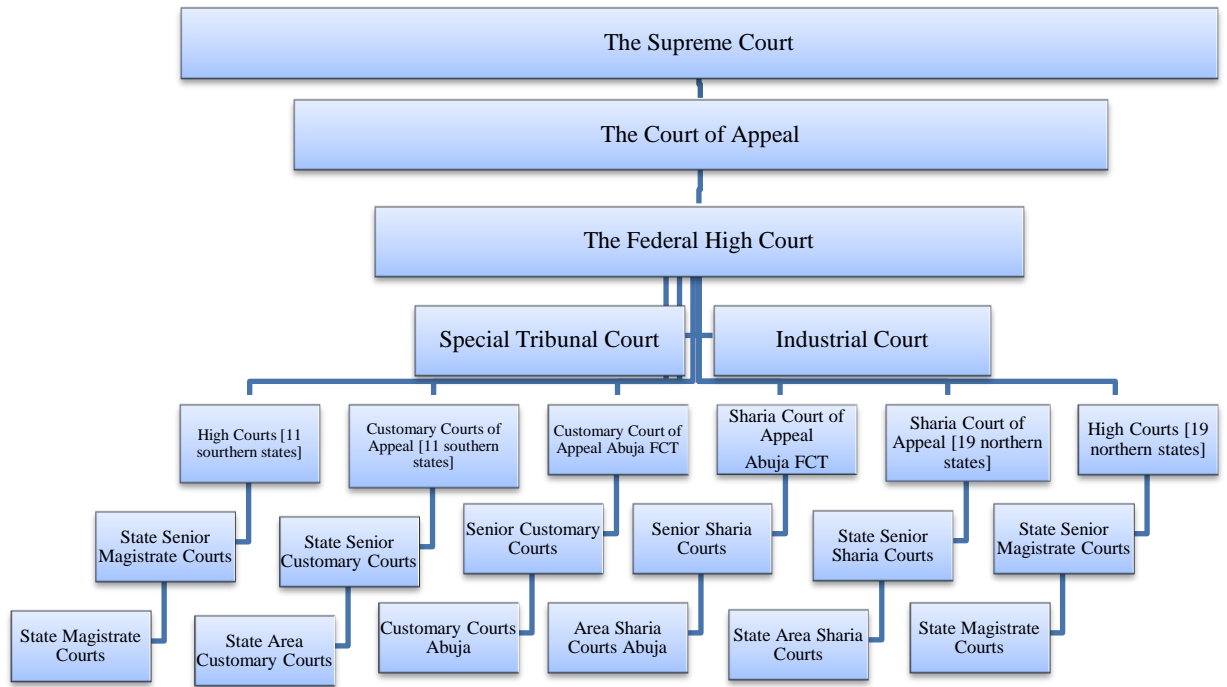 The Supreme Court
The Court of Appeal
The Federal High Court
Special Tribunal Court
Industrial Court
High Courts [11
sourthern states]
Customary Courts of
Appeal [11 southern
states]
Customary Court of
Appeal Abuja FCT
Sharia Court of
Appeal
Abuja FCT
Sharia Court of
Appeal [19 northern
states]
High Courts [19
northern states]
State Senior
Magistrate Courts
State Senior
Customary Courts
Senior Customary
Courts
Senior Sharia
Courts
State Senior
Sharia Courts
State Senior
Magistrate Courts
State Magistrate
Courts
State Area
Customary Courts
Customary Courts
Abuja
Area Sharia
Courts Abuja
State Area Sharia
Courts
State Magistrate
Courts